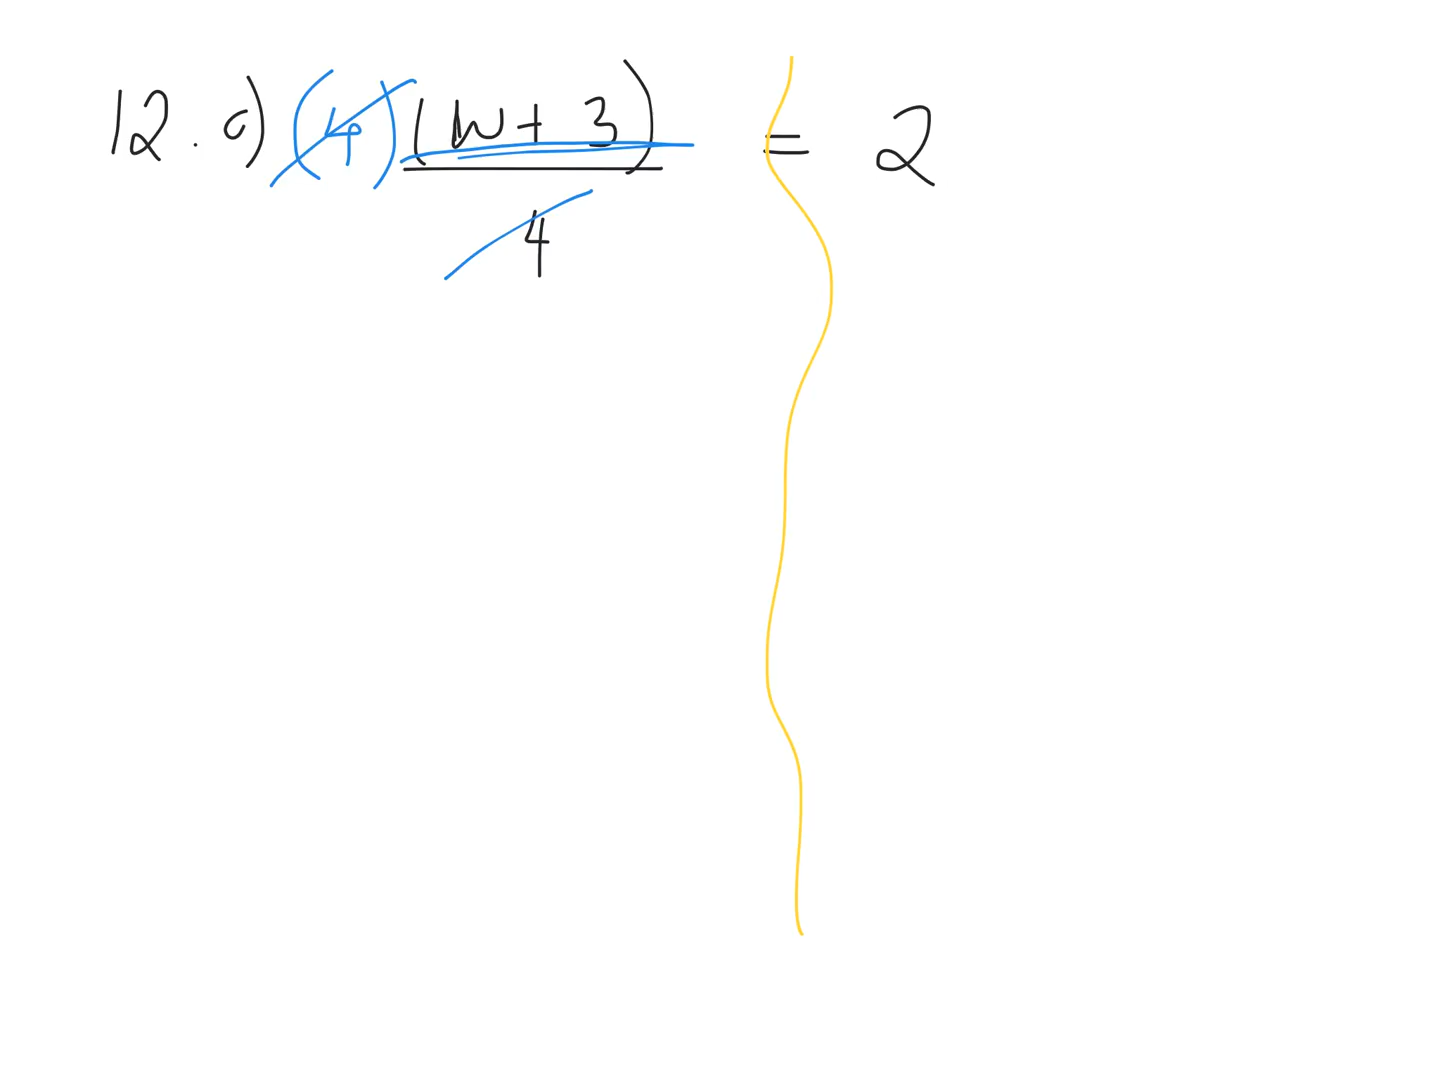 12. a) (4) (w + 3) = 2
4